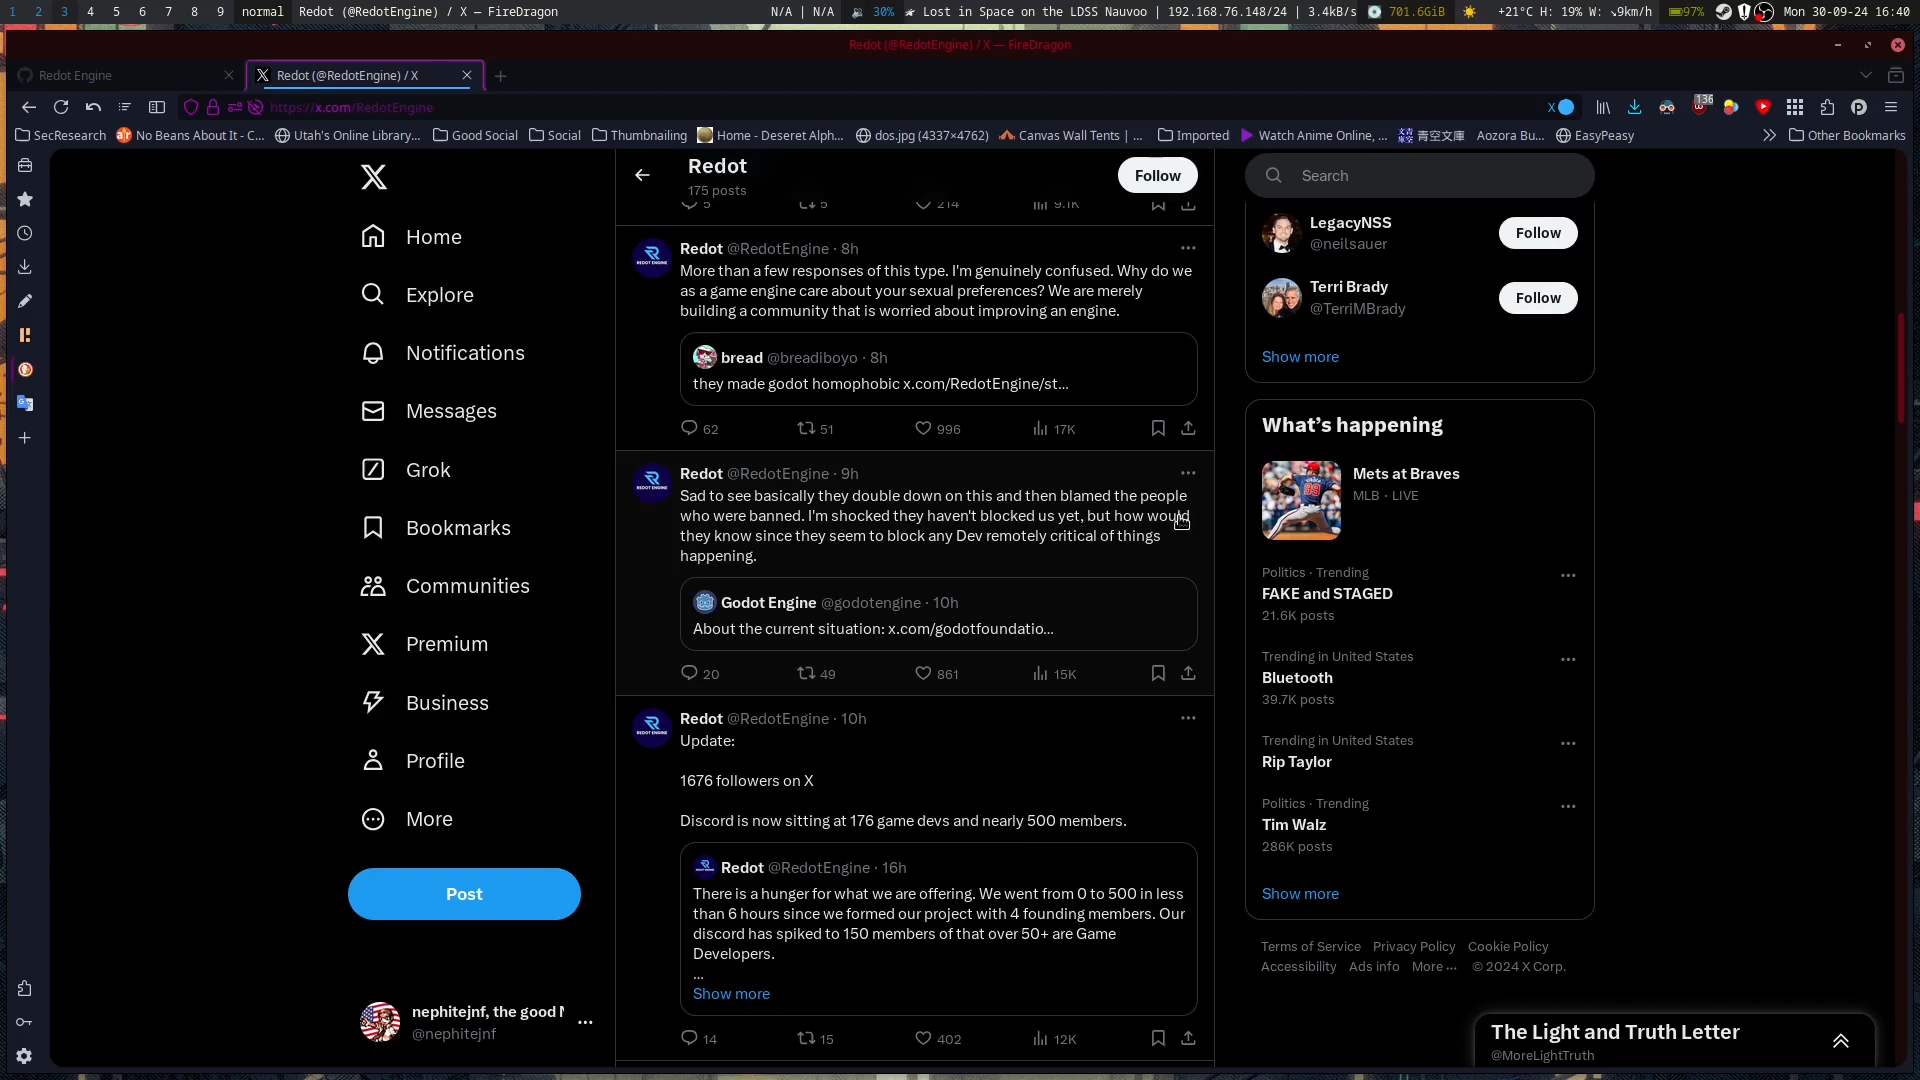 1 2 3 4 5 6 7 8 9 normal Redot (@RedotEngine) / X — FireDragon
N/A | N/A 30% Lost in Space on the LDSS Nauvoo | 192.168.76.148/24 | 3.4kB/s 701.6GiB +21°C H: 19% W: ↘9km/h 97% Mon 30-09-24 16:40
Redot (@RedotEngine) / X — FireDragon
Redot Engine
Redot (@RedotEngine) / X
https://x.com/RedotEngine
X
136
SecResearch No Beans About It - C... Utah's Online Library... Good Social Social Thumbnailing Home - Deseret Alph... dos.jpg (4337×4762) Canvas Wall Tents | ... Imported Watch Anime Online, ... 青空文庫 Aozora Bu... EasyPeasy Other Bookmarks
Home
Explore
Notifications
Messages
Grok
Bookmarks
Communities
Premium
Business
Profile
More
Post
nephitejnf, the good
@nephitejnf
Redot
175 posts
Follow
5 5 214 9.1K
Redot @RedotEngine · 8h
More than a few responses of this type. I'm genuinely confused. Why do we
as a game engine care about your sexual preferences? We are merely
building a community that is worried about improving an engine.
bread @breadiboyo · 8h
they made godot homophobic x.com/RedotEngine/st…
62 51 996 17K
Redot @RedotEngine · 9h
Sad to see basically they double down on this and then blamed the people
who were banned. I'm shocked they haven't blocked us yet, but how would
they know since they seem to block any Dev remotely critical of things
happening.
Godot Engine @godotengine · 10h
About the current situation: x.com/godotfoundatio…
20 49 861 15K
Redot @RedotEngine · 10h
Update:
1676 followers on X
Discord is now sitting at 176 game devs and nearly 500 members.
Redot @RedotEngine · 16h
There is a hunger for what we are offering. We went from 0 to 500 in less
than 6 hours since we formed our project with 4 founding members. Our
discord has spiked to 150 members of that over 50+ are Game
Developers.
...
Show more
14 15 402 12K
Search
LegacyNSS
@neilsauer
Follow
Terri Brady
@TerriMBrady
Follow
Show more
What's happening
Mets at Braves
MLB · LIVE
Politics · Trending
FAKE and STAGED
21.6K posts
Trending in United States
Bluetooth
39.7K posts
Trending in United States
Rip Taylor
Politics · Trending
Tim Walz
286K posts
Show more
Terms of Service Privacy Policy Cookie Policy
Accessibility Ads info More ··· © 2024 X Corp.
The Light and Truth Letter
@MoreLightTruth